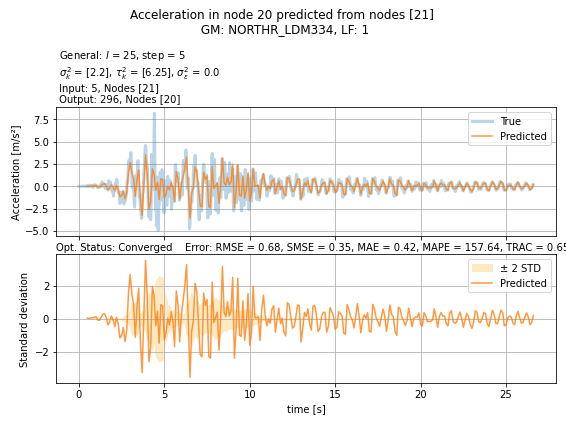 Acceleration in node 20 predicted from nodes [21]
GM: NORTHR_LDM334, LF: 1
General: l = 25, step = 5
σ²ₖ = [2.2], τ²ₖ = [6.25], σ²ε = 0.0
Input: 5, Nodes [21]
Output: 296, Nodes [20]
Acceleration [m/s²]
7.5
5.0
2.5
0.0
−2.5
−5.0
True
Predicted
Opt. Status: Converged Error: RMSE = 0.68, SMSE = 0.35, MAE = 0.42, MAPE = 157.64, TRAC = 0.65
Standard deviation
2
0
−2
± 2 STD
Predicted
0 5 10 15 20 25
time [s]